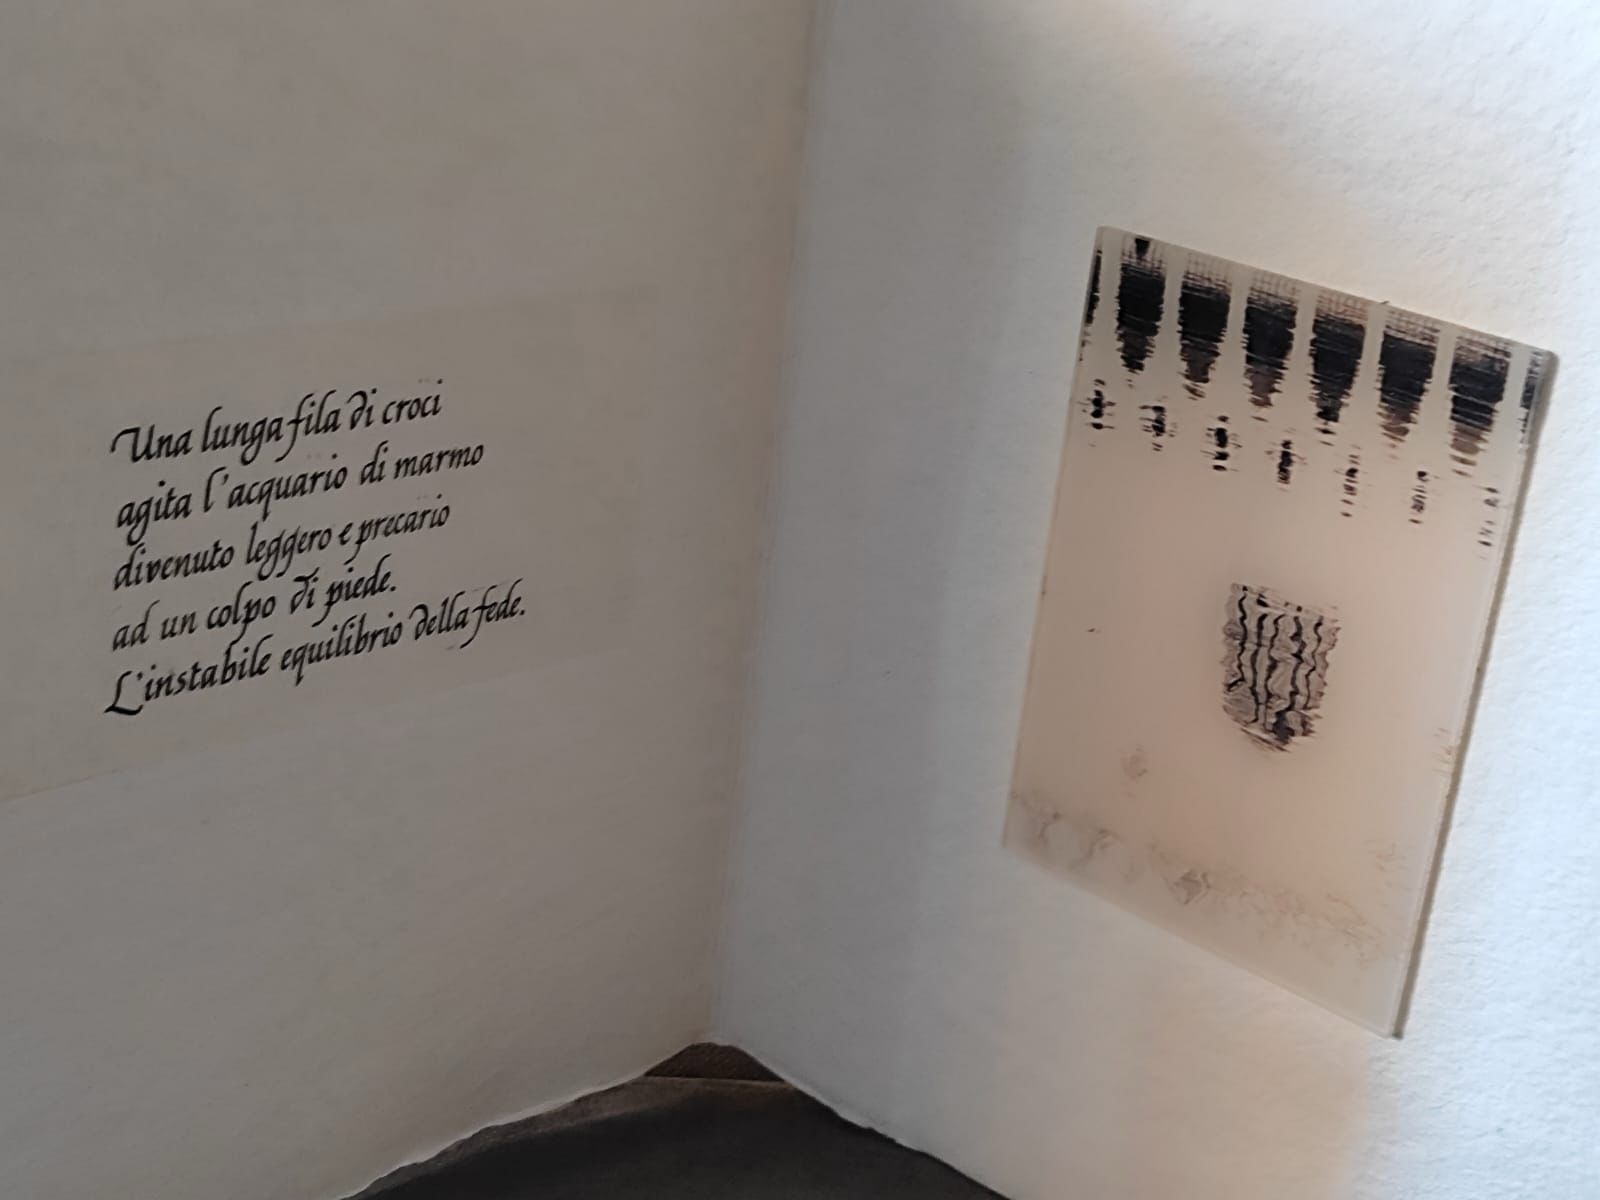 Una lunga fila di croci
agita l'acquario di marmo
divenuto leggero e precario
ad un colpo di piede.
L'instabile equilibrio della fede.